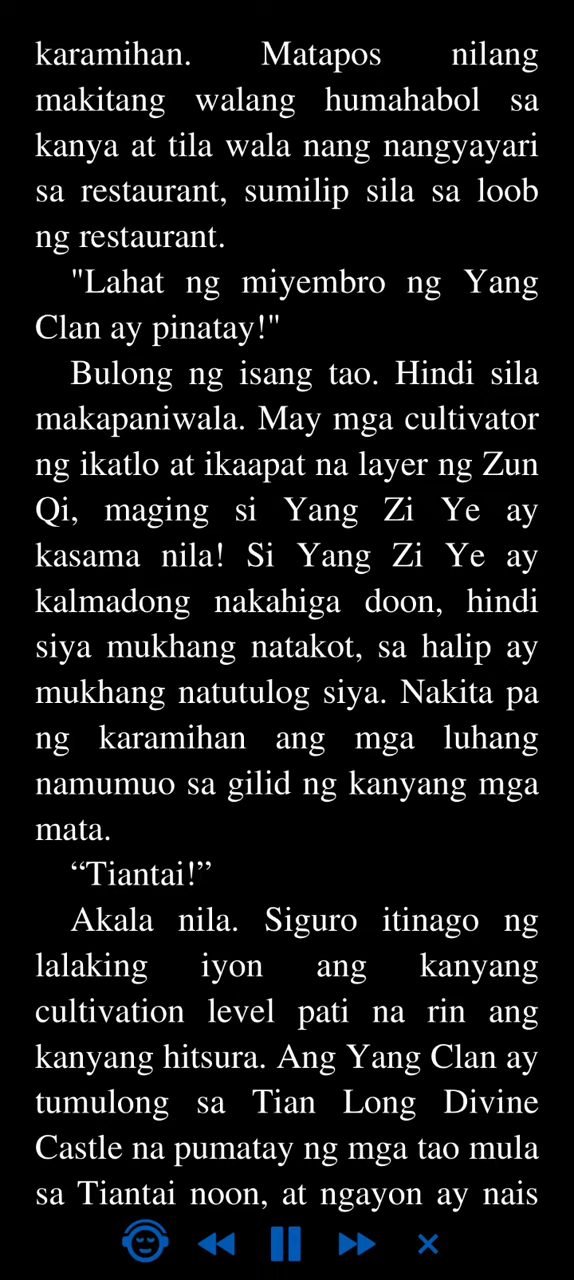 karamihan. Matapos nilang
makitang walang humahabol sa
kanya at tila wala nang nangyayari
sa restaurant, sumilip sila sa loob
ng restaurant.
"Lahat ng miyembro ng Yang
Clan ay pinatay!"
Bulong ng isang tao. Hindi sila
makapaniwala. May mga cultivator
ng ikatlo at ikaapat na layer ng Zun
Qi, maging si Yang Zi Ye ay
kasama nila! Si Yang Zi Ye ay
kalmadong nakahiga doon, hindi
siya mukhang natakot, sa halip ay
mukhang natutulog siya. Nakita pa
ng karamihan ang mga luhang
namumuo sa gilid ng kanyang mga
mata.
“Tiantai!”
Akala nila. Siguro itinago ng
lalaking iyon ang kanyang
cultivation level pati na rin ang
kanyang hitsura. Ang Yang Clan ay
tumulong sa Tian Long Divine
Castle na pumatay ng mga tao mula
sa Tiantai noon, at ngayon ay nais